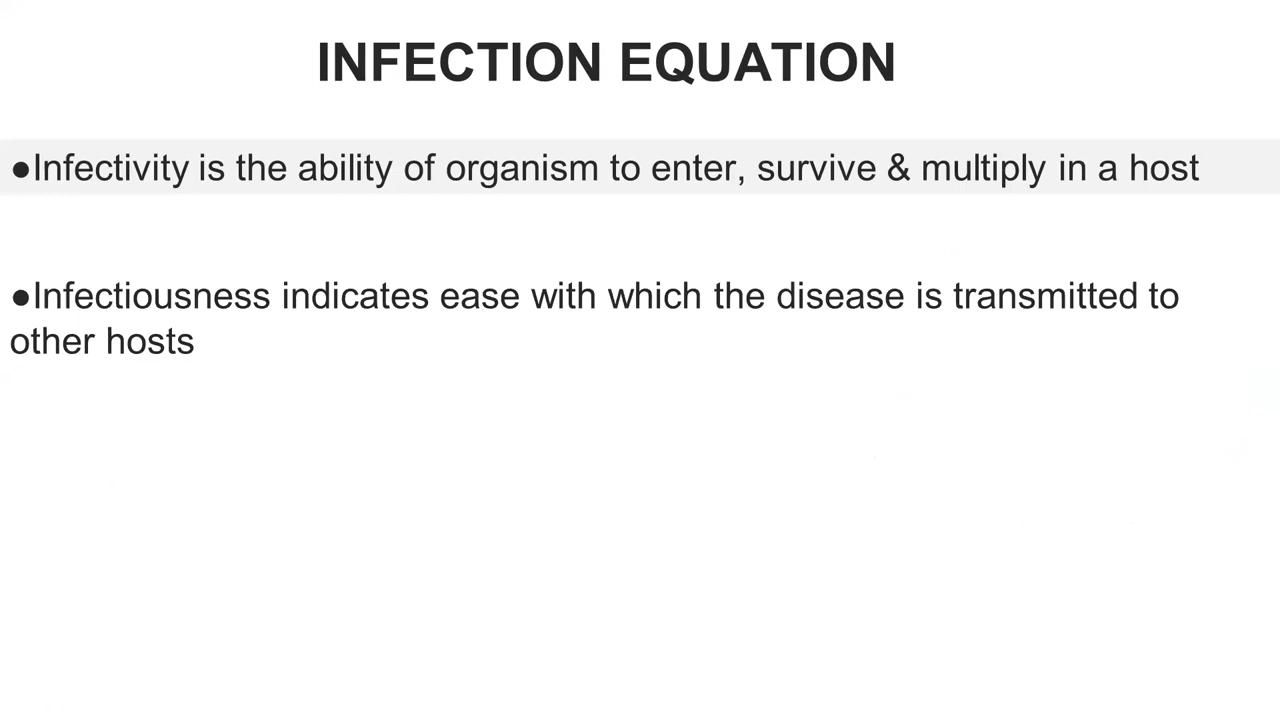 INFECTION EQUATION
●Infectivity is the ability of organism to enter, survive & multiply in a host
●Infectiousness indicates ease with which the disease is transmitted to
other hosts